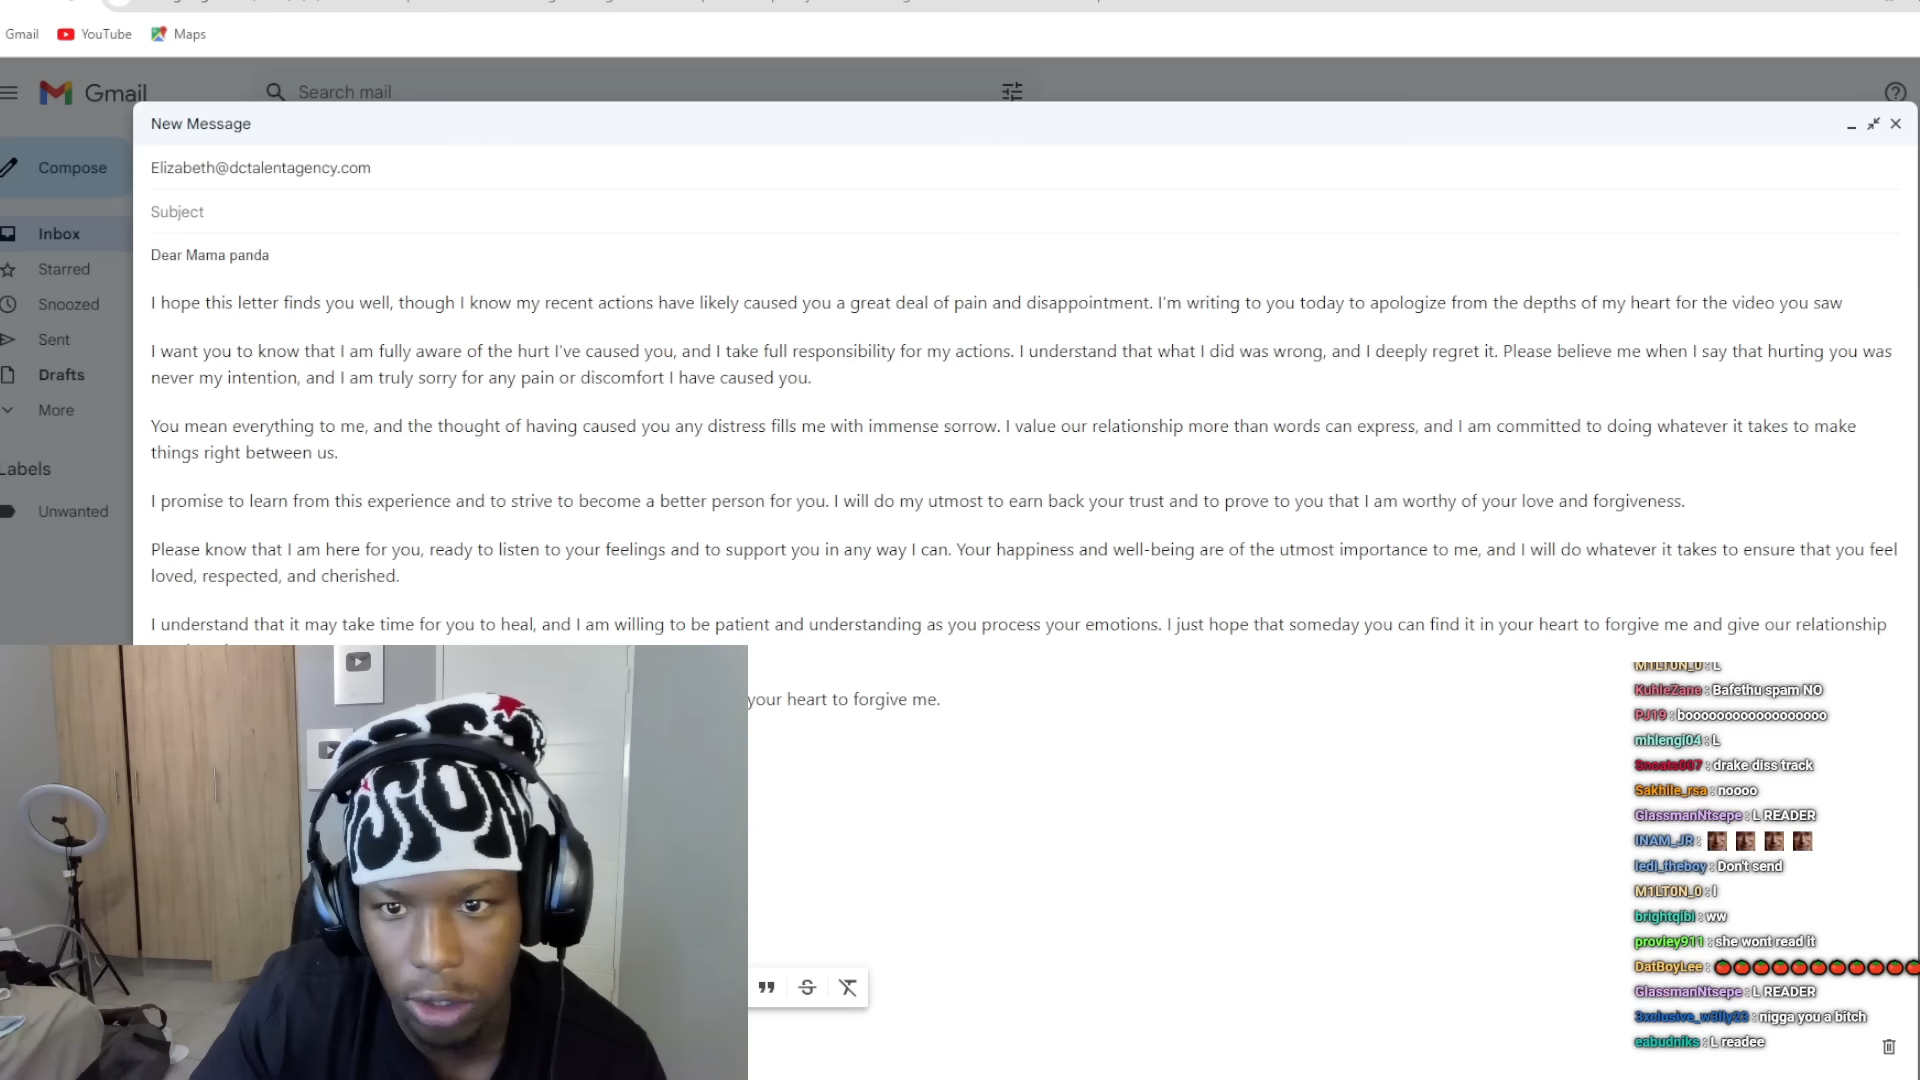 Gmail YouTube Maps
Gmail
Search mail
New Message
Compose
Elizabeth@dctalentagency.com
Subject
Inbox
Starred
Snoozed
Sent
Drafts
More
Labels
Unwanted
Dear Mama panda
I hope this letter finds you well, though I know my recent actions have likely caused you a great deal of pain and disappointment. I'm writing to you today to apologize from the depths of my heart for the video you saw
I want you to know that I am fully aware of the hurt I've caused you, and I take full responsibility for my actions. I understand that what I did was wrong, and I deeply regret it. Please believe me when I say that hurting you was
never my intention, and I am truly sorry for any pain or discomfort I have caused you.
You mean everything to me, and the thought of having caused you any distress fills me with immense sorrow. I value our relationship more than words can express, and I am committed to doing whatever it takes to make
things right between us.
I promise to learn from this experience and to strive to become a better person for you. I will do my utmost to earn back your trust and to prove to you that I am worthy of your love and forgiveness.
Please know that I am here for you, ready to listen to your feelings and to support you in any way I can. Your happiness and well-being are of the utmost importance to me, and I will do whatever it takes to ensure that you feel
loved, respected, and cherished.
I understand that it may take time for you to heal, and I am willing to be patient and understanding as you process your emotions. I just hope that someday you can find it in your heart to forgive me and give our relationship
your heart to forgive me.
M1LT0N_0 : L
KuhleZane : Bafethu spam NO
PJ19 : boooooooooooooooooo
mhlengi04 : L
Snoats007 : drake diss track
Sakhile_rsa : noooo
GlassmanNtsepe : L READER
INAM_JR :
ledi_theboy : Don't send
M1LT0N_0 : l
brightqibi : ww
proviey911 : she wont read it
DatBoyLee : 🍅🍅🍅🍅🍅🍅🍅🍅🍅🍅🍅
GlassmanNtsepe : L READER
3xclusive_w3lly23 : nigga you a bitch
eabudniks : L readee